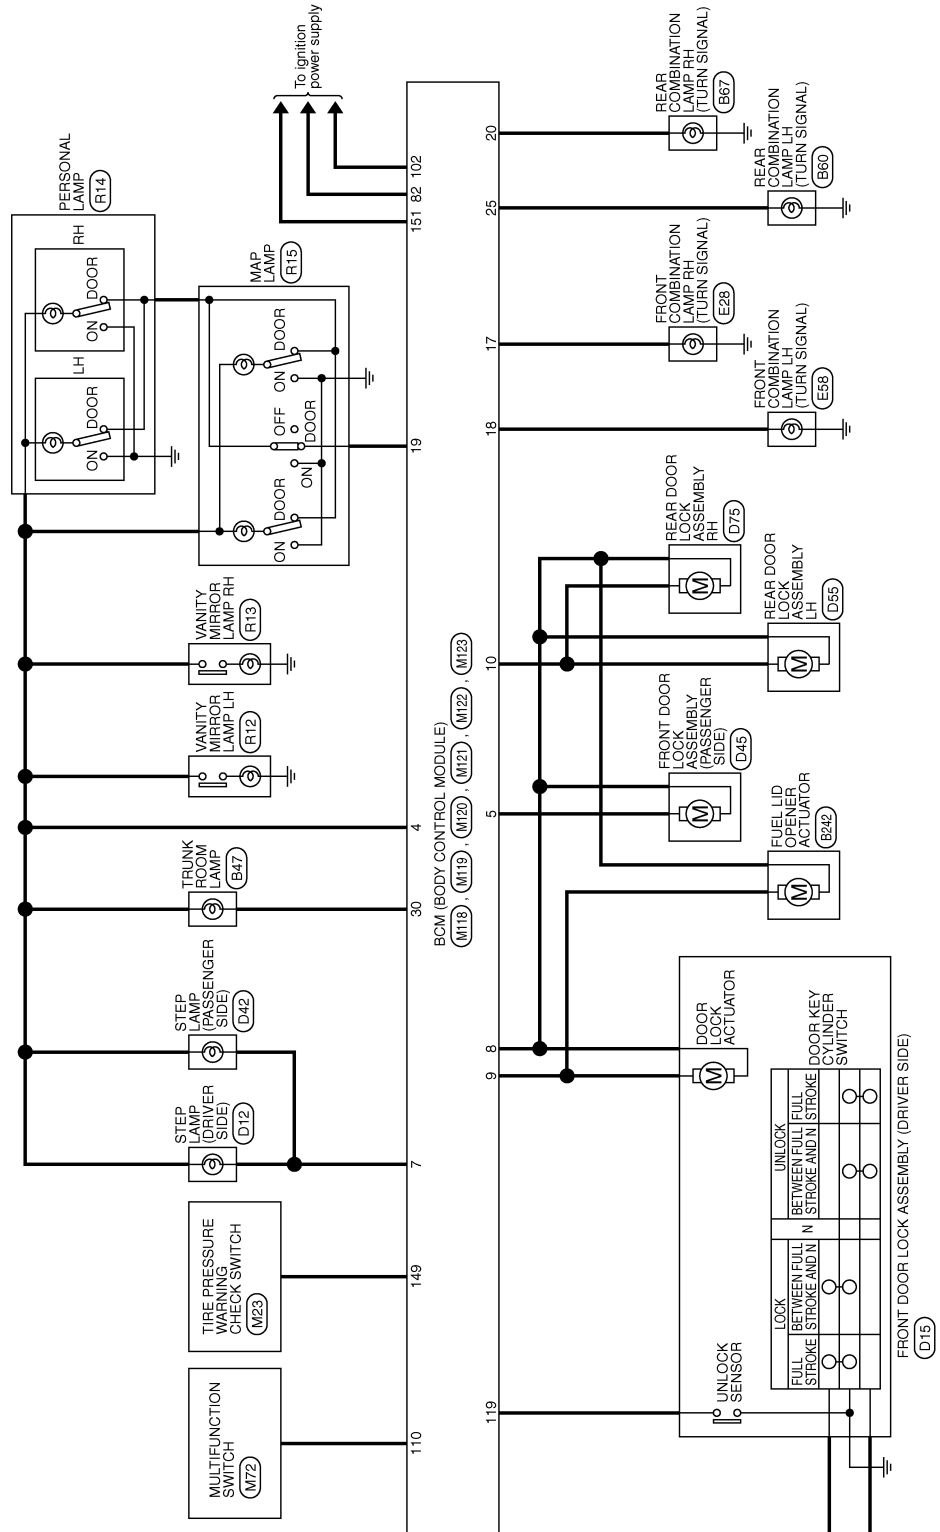 To ignition
power supply
PERSONAL
LAMP
R14
RH
DOOR
ON
LH
DOOR
ON
MAP
LAMP
R15
DOOR
ON
OFF
DOOR
ON
DOOR
ON
102
82
151
19
VANITY
MIRROR
LAMP RH
R13
VANITY
MIRROR
LAMP LH
R12
4
TRUNK
ROOM
LAMP
B47
30
STEP
LAMP
(PASSENGER
SIDE)
D42
STEP
LAMP
(DRIVER
SIDE)
D12
7
TIRE PRESSURE
WARNING
CHECK SWITCH
M23
149
MULTIFUNCTION
SWITCH
M72
110
BCM (BODY CONTROL MODULE)
M118 , M119 , M120 , M121 , M122 , M123
20
REAR
COMBINATION
LAMP RH
(TURN SIGNAL)
B67
25
REAR
COMBINATION
LAMP LH
(TURN SIGNAL)
B60
17
FRONT
COMBINATION
LAMP RH
(TURN SIGNAL)
E28
18
FRONT
COMBINATION
LAMP LH
(TURN SIGNAL)
E58
REAR DOOR
LOCK
ASSEMBLY
RH
D75
M
10
REAR DOOR
LOCK
ASSEMBLY
LH
D55
M
FRONT DOOR
LOCK
ASSEMBLY
(PASSENGER
SIDE)
D45
M
5
FUEL LID
OPENER
ACTUATOR
B242
M
8
9
DOOR
LOCK
ACTUATOR
M
DOOR KEY
CYLINDER
SWITCH
UNLOCK
FULL
STROKE
BETWEEN FULL
STROKE AND N
N
LOCK
BETWEEN FULL
STROKE AND N
FULL
STROKE
UNLOCK
SENSOR
119
FRONT DOOR LOCK ASSEMBLY (DRIVER SIDE)
D15